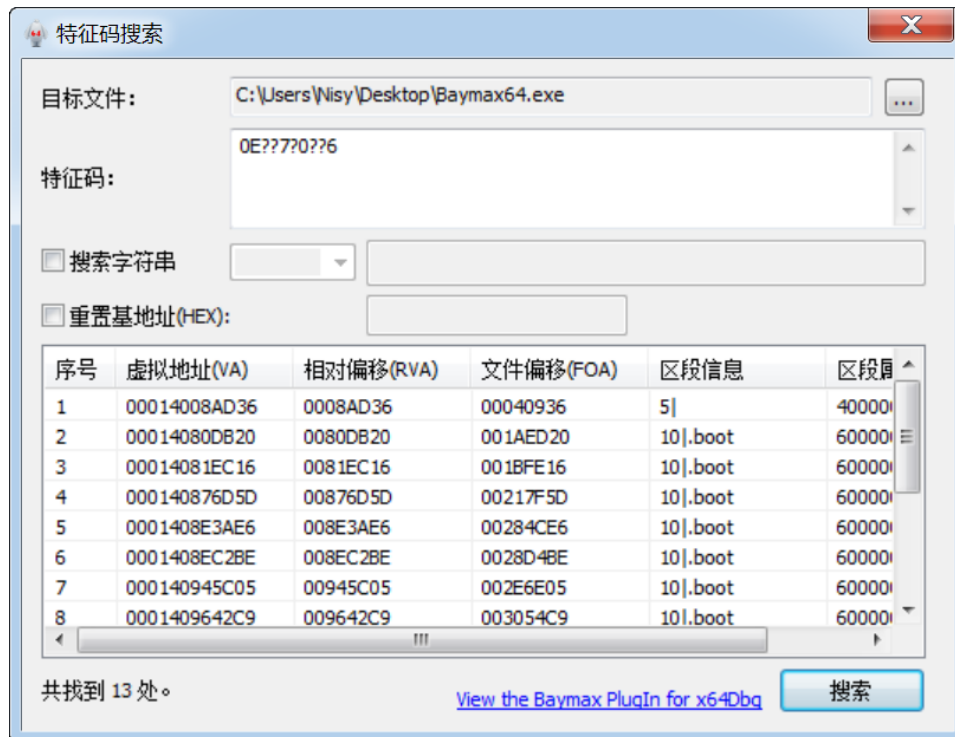 特征码搜索
目标文件: C:\Users\Nisy\Desktop\Baymax64.exe ...
0E??7?0??6
特征码:
搜索字符串
重置基地址(HEX):
序号 虚拟地址(VA) 相对偏移(RVA) 文件偏移(FOA) 区段信息
1 00014008AD36 0008AD36 00040936 5|
2 00014080DB20 0080DB20 001AED20 10|.boot
3 00014081EC16 0081EC16 001BFE16 10|.boot
4 000140876D5D 00876D5D 00217F5D 10|.boot
5 0001408E3AE6 008E3AE6 00284CE6 10|.boot
6 0001408EC2BE 008EC2BE 0028D4BE 10|.boot
7 000140945C05 00945C05 002E6E05 10|.boot
8 0001409642C9 009642C9 003054C9 10|.boot
共找到 13 处。 View the Baymax PlugIn for x64Dbg 搜索